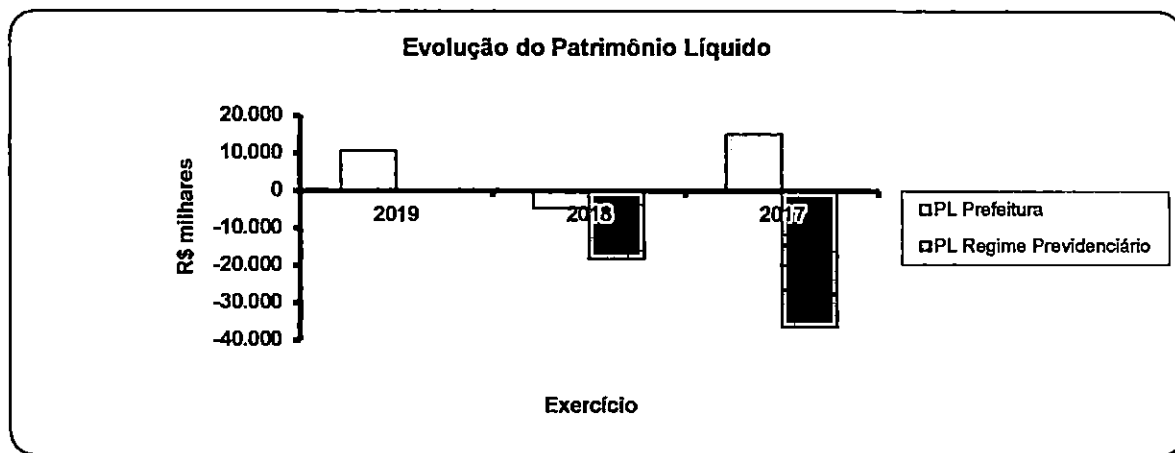 Evolução do Patrimônio Líquido
R$ milhares
20.000
10.000
0
-10.000
-20.000
-30.000
-40.000
2019
2018
2017
PL Prefeitura
PL Regime Previdenciário
Exercício